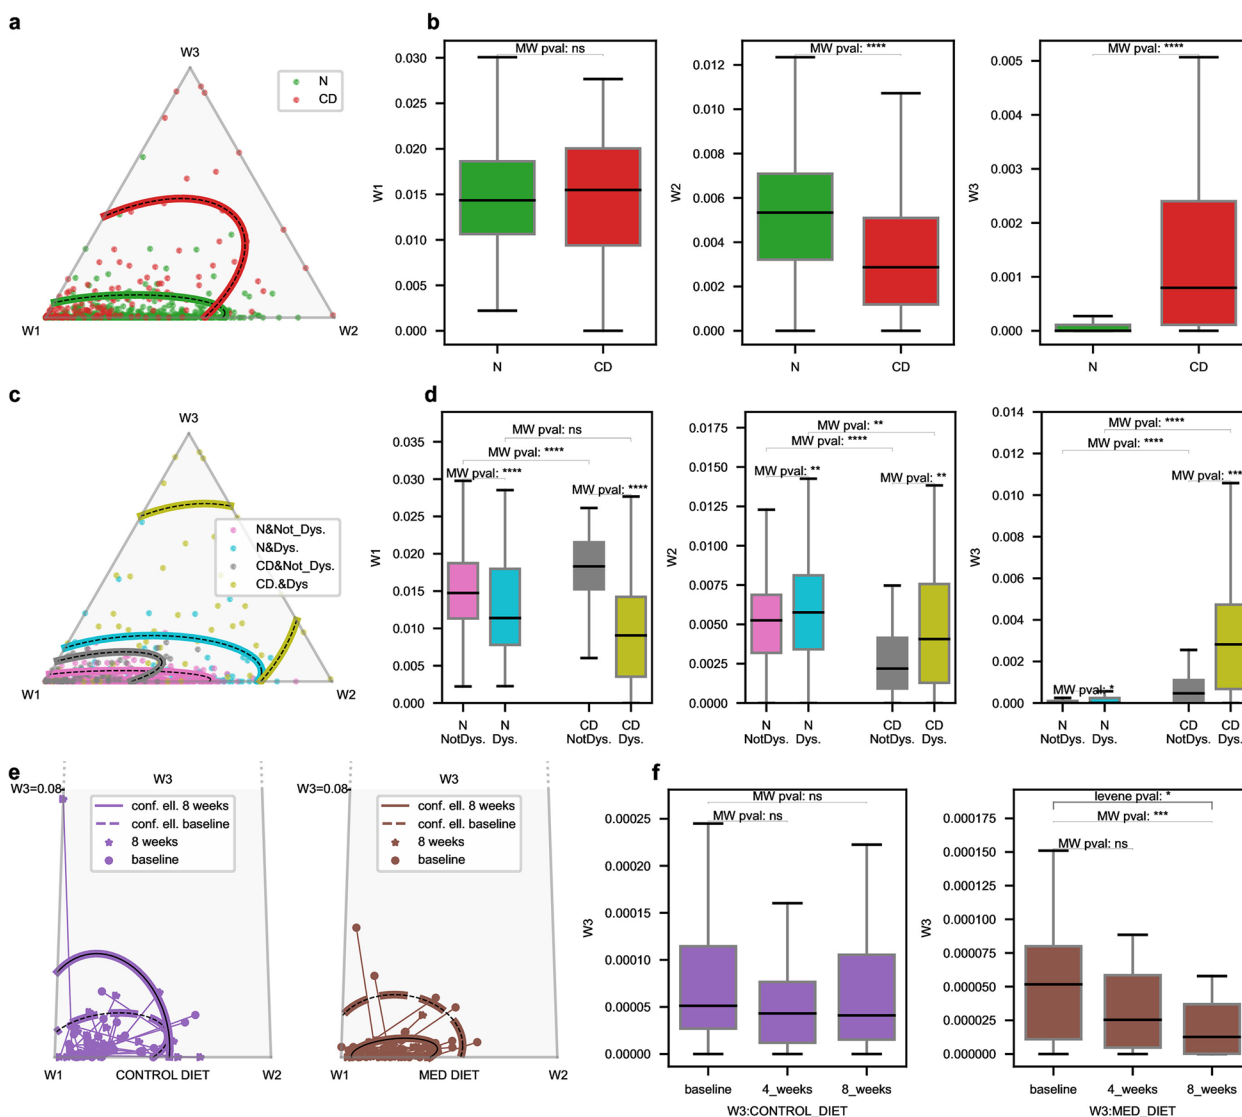 a
W3
N
CD
W1
W2
b
MW pval: ns
0.030
0.025
0.020
0.015
0.010
0.005
0.000
W1
N
CD
MW pval: ****
0.012
0.010
0.008
0.006
0.004
0.002
0.000
W2
N
CD
MW pval: ****
0.005
0.004
0.003
0.002
0.001
0.000
W3
N
CD
c
W3
N&Not_Dys.
N&Dys.
CD&Not_Dys.
CD.&Dys
W1
W2
d
MW pval: ns
MW pval: ****
MW pval: ****
MW pval: ****
0.035
0.030
0.025
0.020
0.015
0.010
0.005
0.000
W1
N
NotDys.
N
Dys.
CD
NotDys.
CD
Dys.
MW pval: **
MW pval: ****
MW pval: **
MW pval: **
0.0175
0.0150
0.0125
0.0100
0.0075
0.0050
0.0025
0.0000
W2
N
NotDys.
N
Dys.
CD
NotDys.
CD
Dys.
MW pval: ****
MW pval: ****
MW pval: ***
MW pval: *
0.014
0.012
0.010
0.008
0.006
0.004
0.002
0.000
W3
N
NotDys.
N
Dys.
CD
NotDys.
CD
Dys.
e
W3
W3=0.08
conf. ell. 8 weeks
conf. ell. baseline
8 weeks
baseline
W1
CONTROL DIET
W2
W3
W3=0.08
conf. ell. 8 weeks
conf. ell. baseline
8 weeks
baseline
W1
MED DIET
W2
f
MW pval: ns
MW pval: ns
0.00025
0.00020
0.00015
0.00010
0.00005
0.00000
W3
baseline
4_weeks
8_weeks
W3:CONTROL_DIET
levene pval: *
MW pval: ***
MW pval: ns
0.000175
0.000150
0.000125
0.000100
0.000075
0.000050
0.000025
0.000000
W3
baseline
4_weeks
8_weeks
W3:MED_DIET